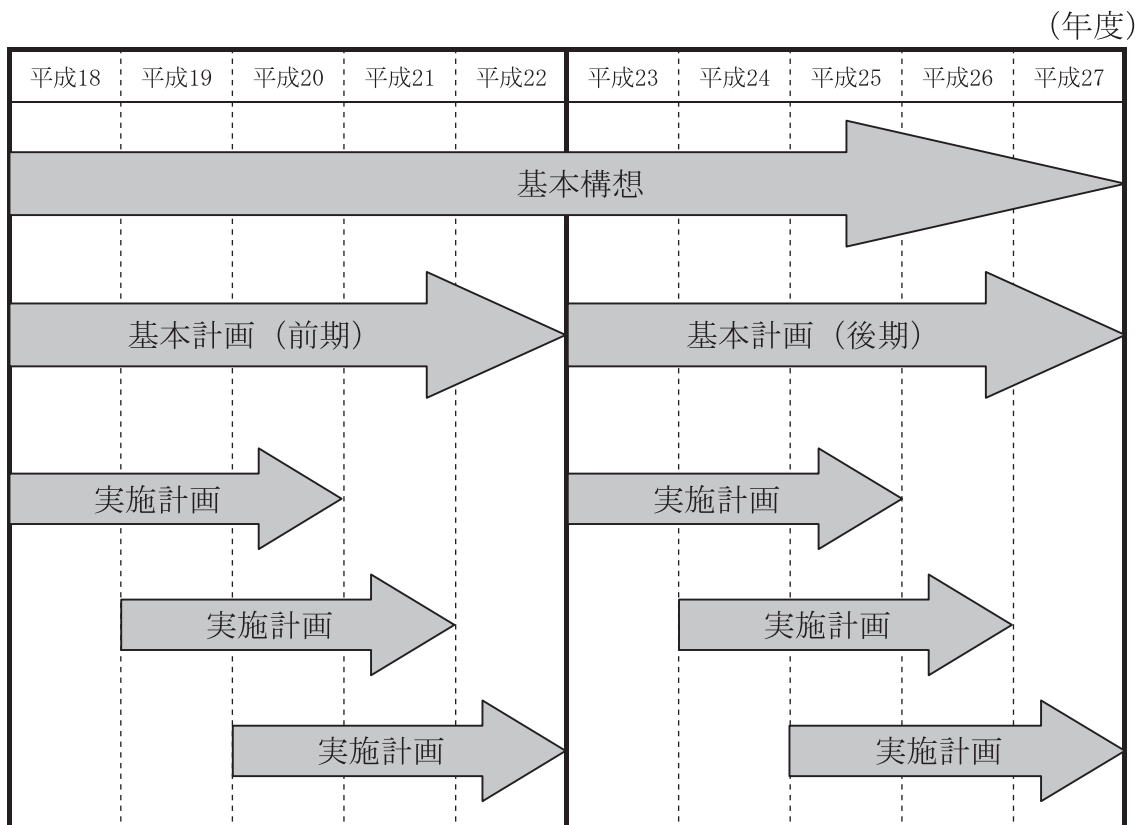 （年度）
平成18 平成19 平成20 平成21 平成22 平成23 平成24 平成25 平成26 平成27
基本構想
基本計画（前期） 基本計画（後期）
実施計画 実施計画
実施計画 実施計画
実施計画 実施計画